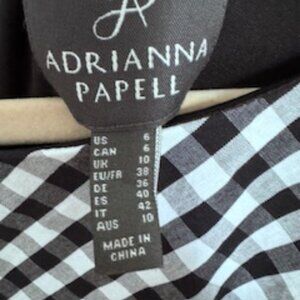 A
ADRIANNA
PAPELL
US 6
CAN 6
UK 10
EU/FR 38
DE 36
ES 40
IT 42
AUS 10
MADE IN
CHINA